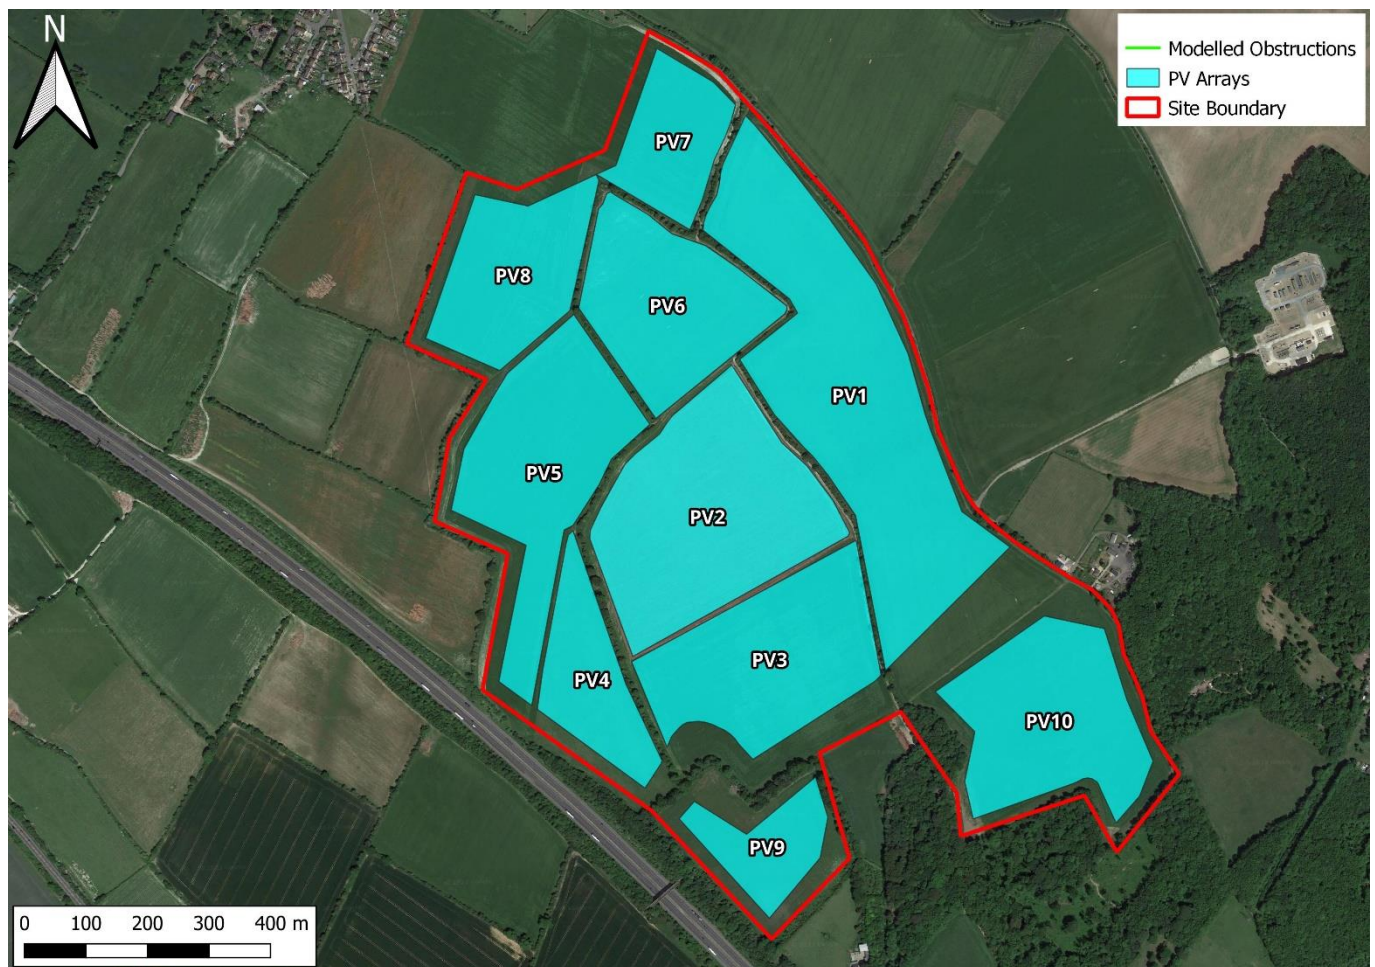 N
Modelled Obstructions
PV Arrays
Site Boundary
PV7
PV8
PV6
PV1
PV5
PV2
PV3
PV4
PV10
PV9
0 100 200 300 400 m